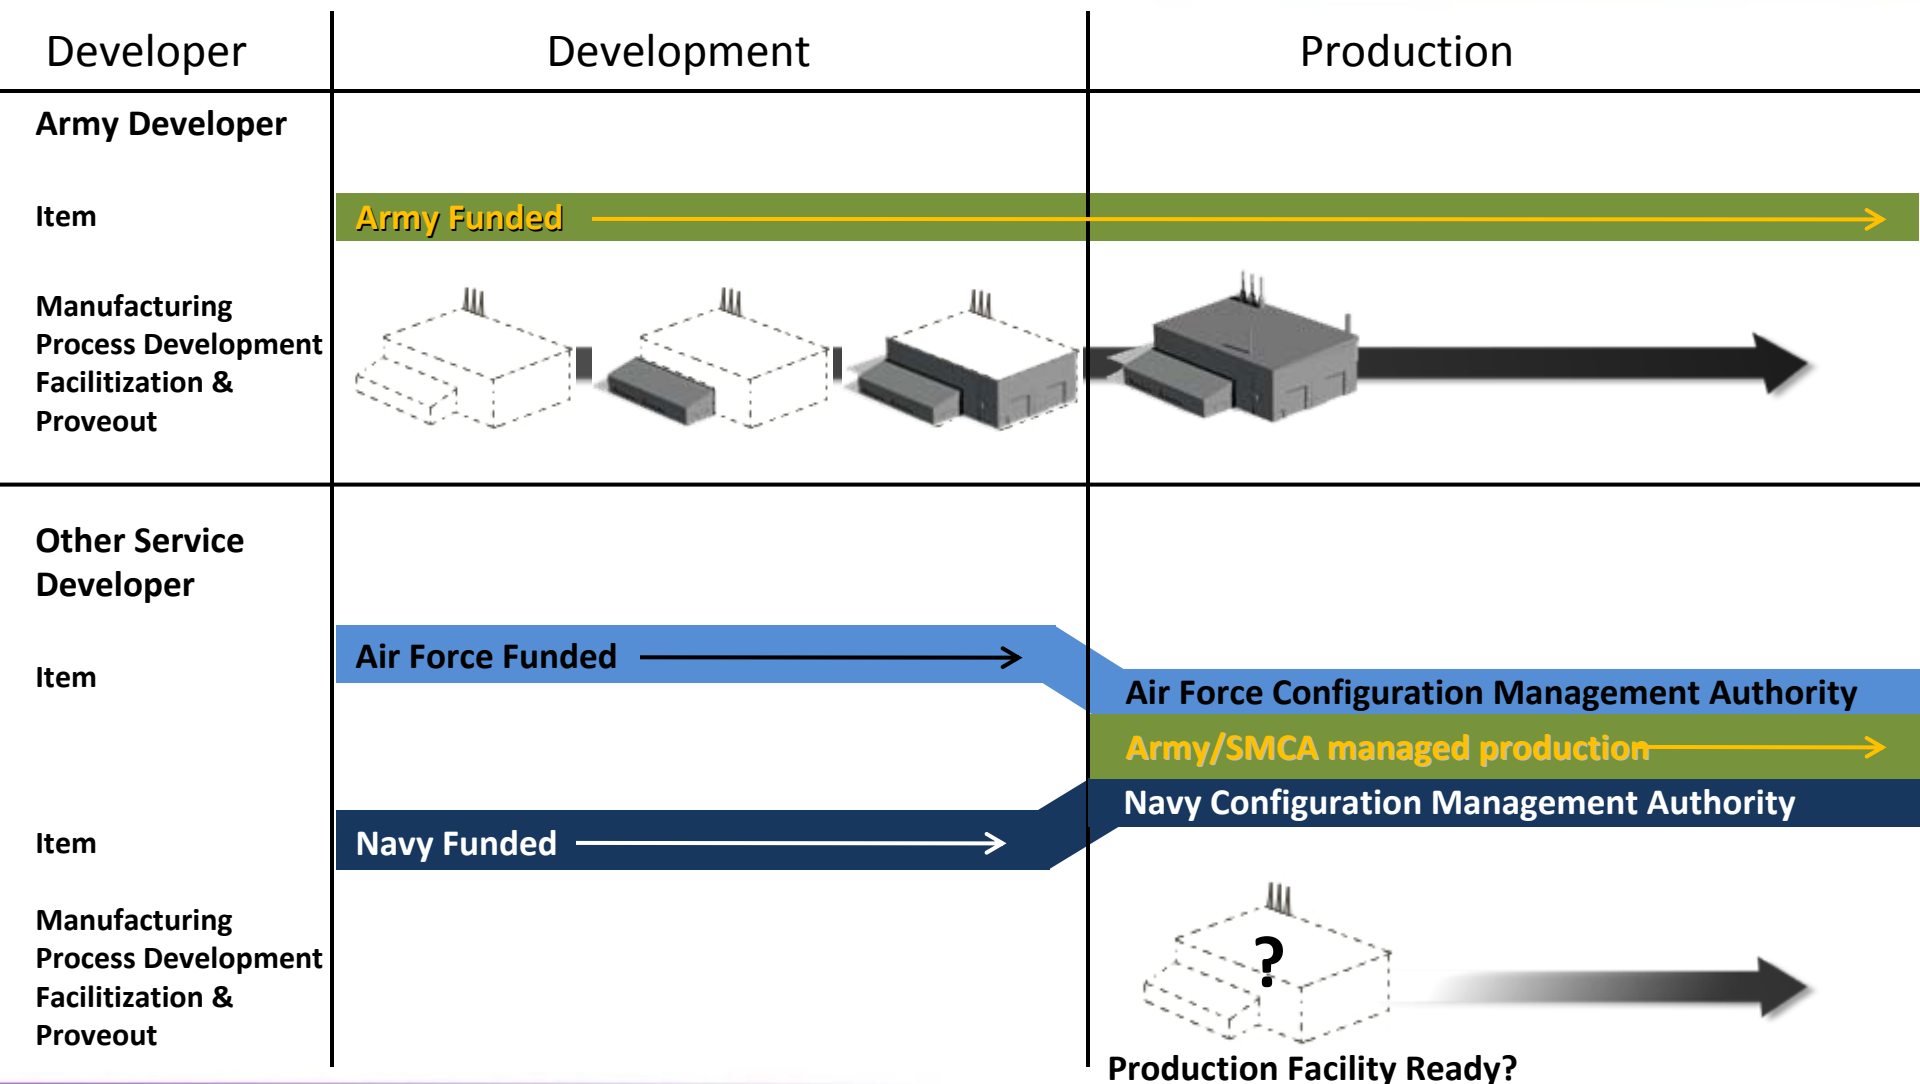 Developer
Development
Production
Army Developer
Item
Army Funded
Manufacturing
Process Development
Facilitization &
Proveout
Other Service
Developer
Item
Air Force Funded
Air Force Configuration Management Authority
Army/SMCA managed production
Navy Configuration Management Authority
Item
Navy Funded
Manufacturing
Process Development
Facilitization &
Proveout
?
Production Facility Ready?